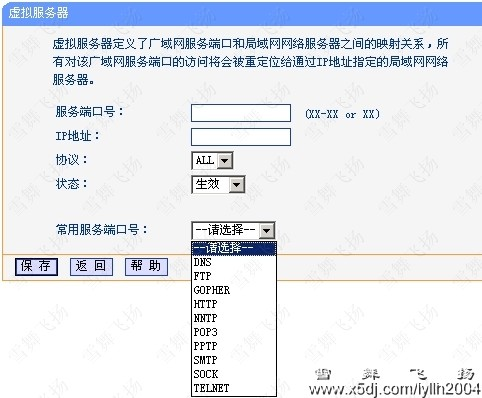 虚拟服务器
虚拟服务器定义了广域网服务端口和局域网网络服务器之间的映射关系，所
有对该广域网服务端口的访问将会被重定位给通过IP地址指定的局域网网络
服务器。
服务端口号： (XX-XX or XX)
IP地址：
协议： ALL
状态： 生效
常用服务端口号： --请选择--
--请选择--
DNS
FTP
GOPHER
HTTP
NNTP
POP3
PPTP
SMTP
SOCK
TELNET
保 存 返 回 帮 助
雪 舞 飞 扬
www.x5dj.com/iyllh2004